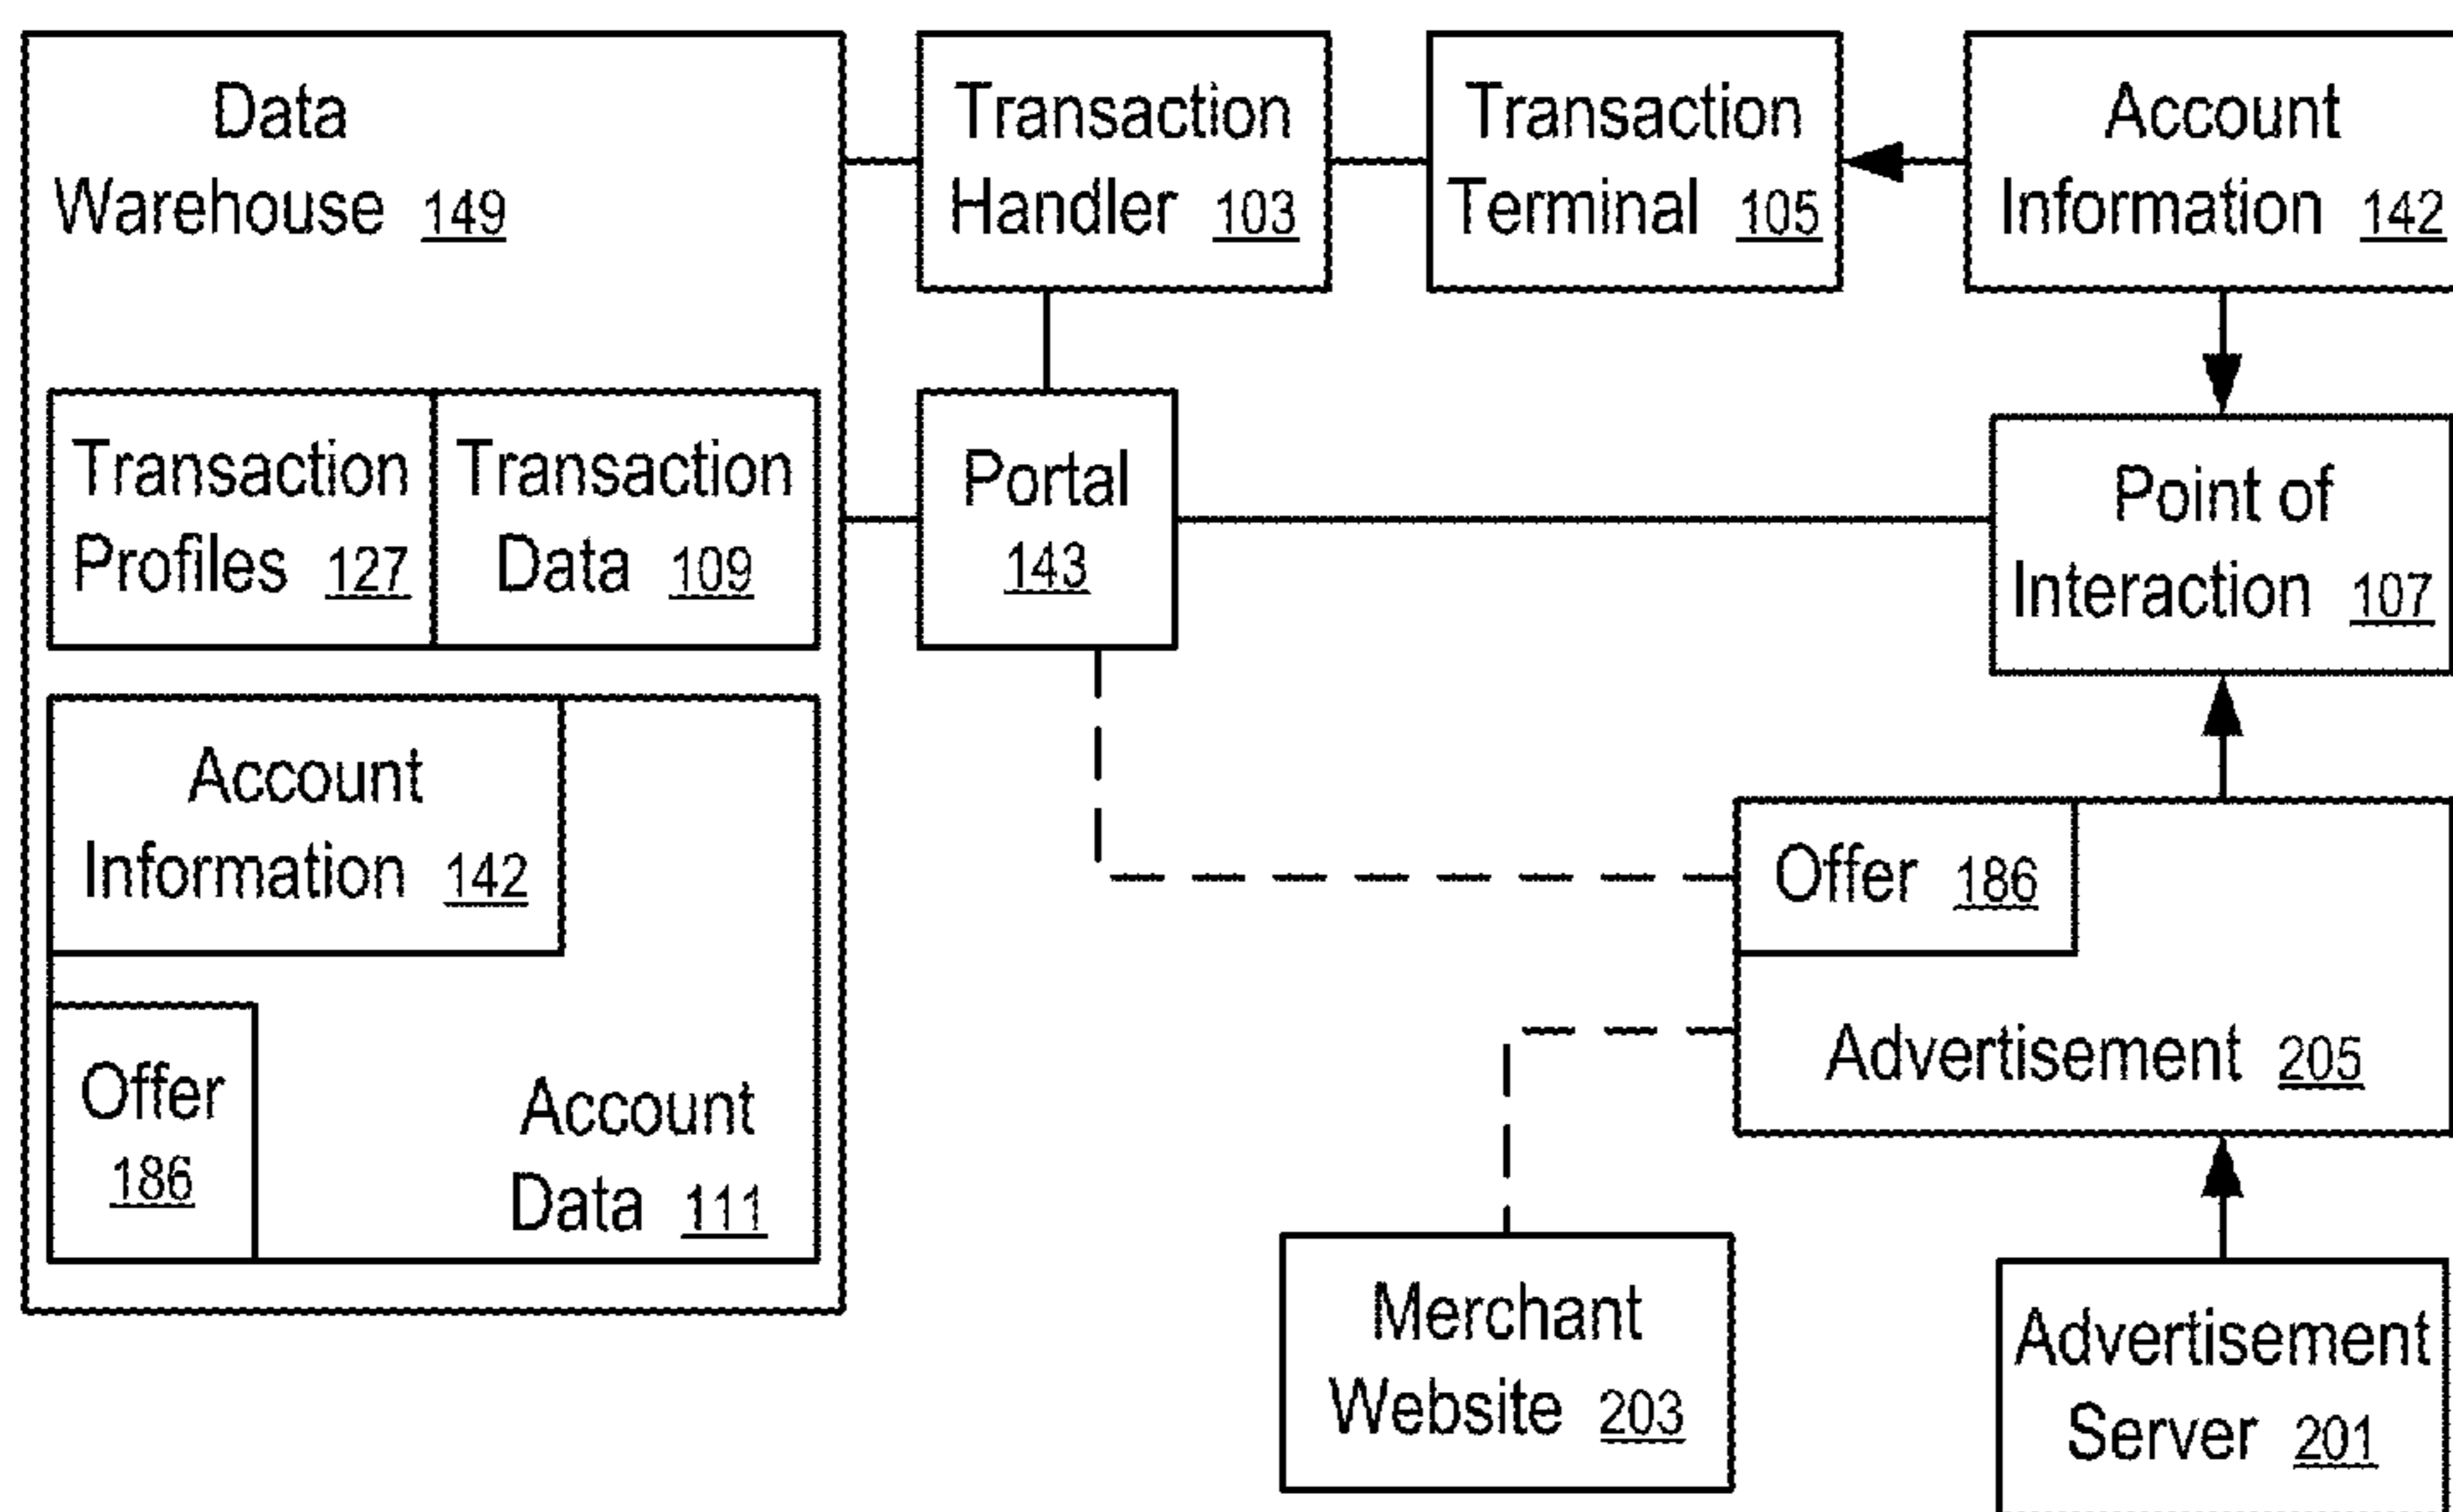 Data
Warehouse 149
Transaction
Handler 103
Transaction
Terminal 105
Account
Information 142
Transaction
Profiles 127
Transaction
Data 109
Portal
143
Point of
Interaction 107
Account
Information 142
Offer
186
Account
Data 111
Offer 186
Advertisement 205
Merchant
Website 203
Advertisement
Server 201